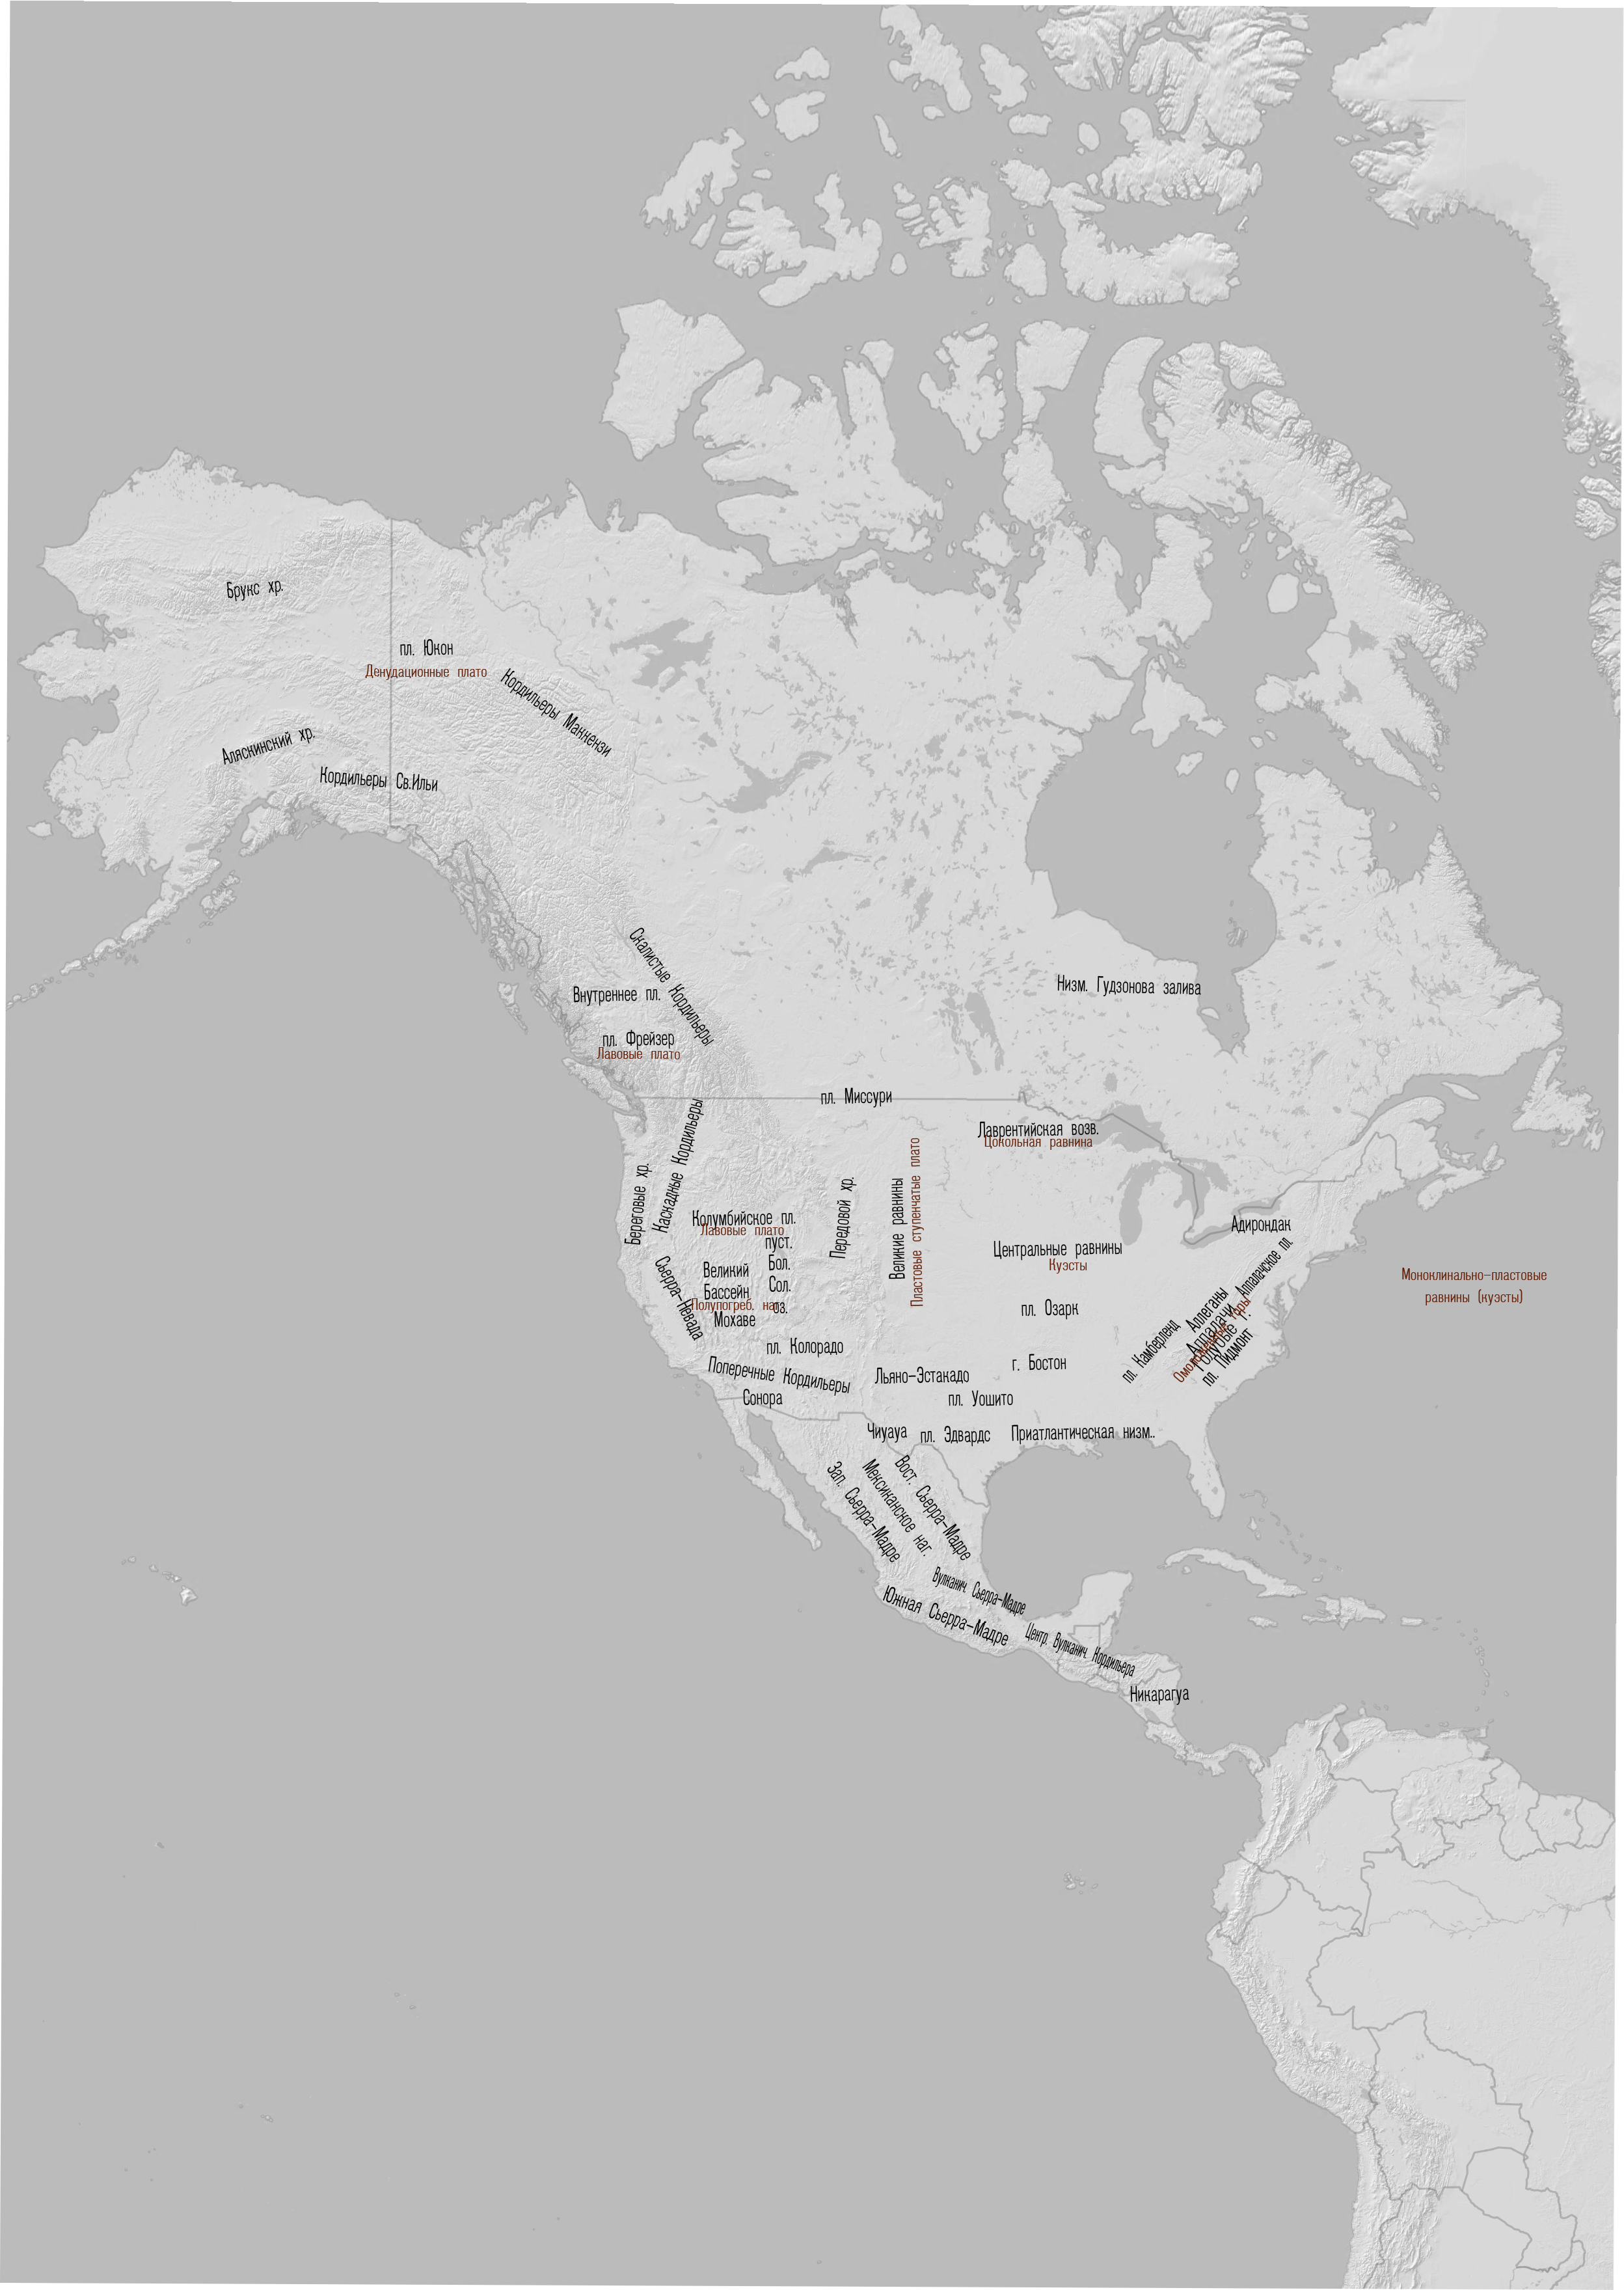 Брукс хр.
пл. Юкон
Денудационные плато
Кордильеры Маккензи
Аляскинский хр.
Кордильеры Св.Ильи
Скалистые Кордильеры
Внутреннее пл.
Низм. Гудзонова залива
пл. Фрейзер
Лавовые плато
пл. Миссури
Лаврентийская возв.
Цокольная равнина
Береговые хр.
Каскадные Кордильеры
Передовой хр.
Великие равнины
Пластовые ступенчатые плато
Колумбийское пл.
Лавовые плато
Адирондак
пуст.
Бол.
Сол.
оз.
Центральные равнины
Куэсты
Великий
Бассейн
Полупогреб. наг.
Мохаве
Сьерра-Невада
Моноклинально-пластовые
равнины (куэсты)
пл. Озарк
пл. Камберленд
Аллеганы
Аппалачи
Аппалачское пл.
Омоложенные горы
Голубые г.
пл. Пидмонт
пл. Колорадо
г. Бостон
Поперечные Кордильеры
Льяно-Эстакадо
Сонора
пл. Уошито
Чиуауа
пл. Эдвардс
Приатлантическая низм..
Зап. Сьерра-Мадре
Мексиканское наг.
Вост. Сьерра-Мадре
Вулканич. Сьерра-Мадре
Южная Сьерра-Мадре
Центр. Вулканич. Кордильера
Никарагуа